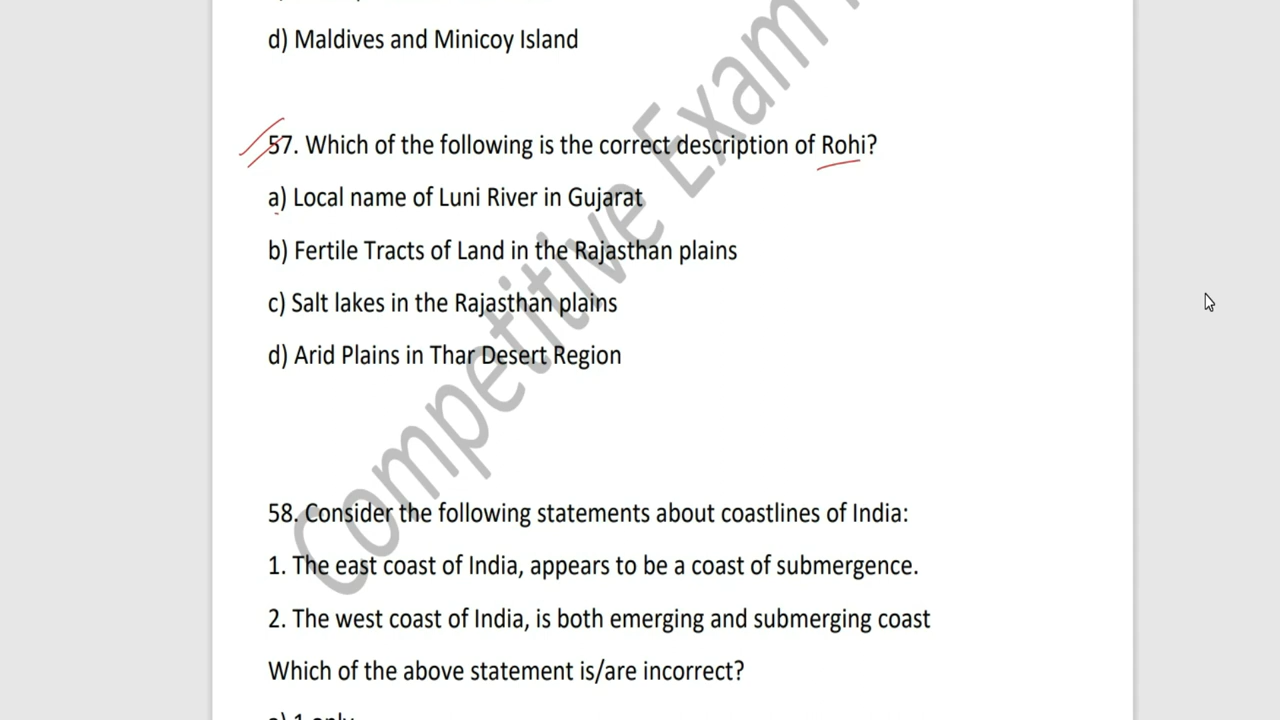 d) Maldives and Minicoy Island
57. Which of the following is the correct description of Rohi?
a) Local name of Luni River in Gujarat
b) Fertile Tracts of Land in the Rajasthan plains
c) Salt lakes in the Rajasthan plains
d) Arid Plains in Thar Desert Region
58. Consider the following statements about coastlines of India:
1. The east coast of India, appears to be a coast of submergence.
2. The west coast of India, is both emerging and submerging coast
Which of the above statement is/are incorrect?
a) 1 only
Competitive Exam